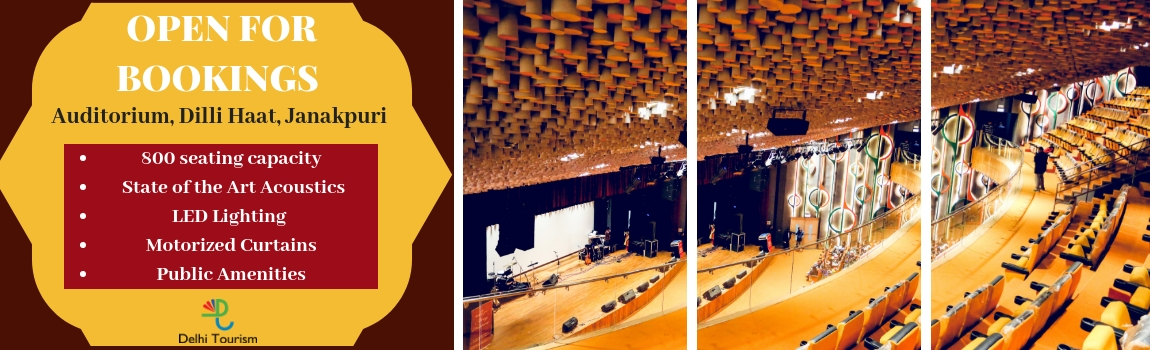 OPEN FOR
BOOKINGS
Auditorium, Dilli Haat, Janakpuri
• 800 seating capacity
• State of the Art Acoustics
• LED Lighting
• Motorized Curtains
• Public Amenities
Delhi Tourism